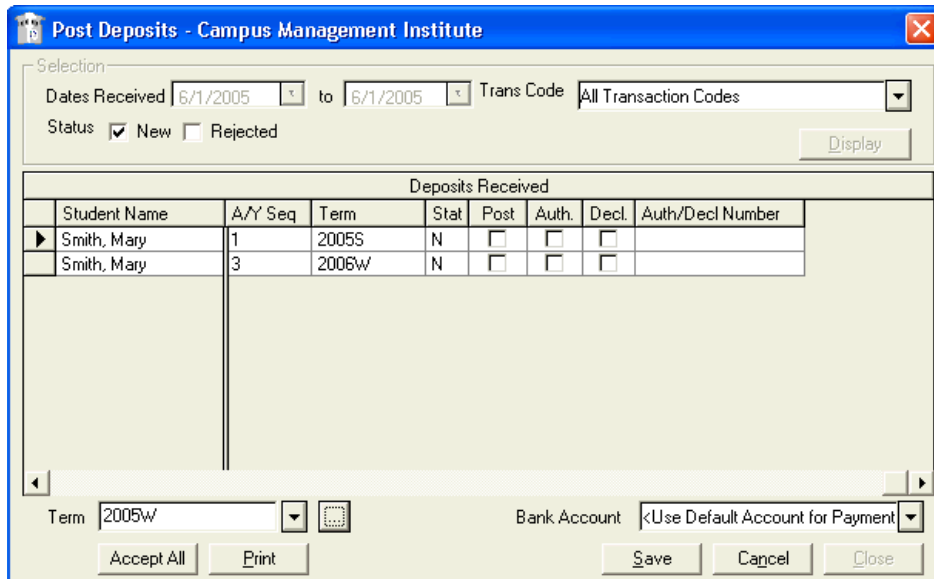 Post Deposits - Campus Management Institute
Selection
Dates Received 6/1/2005 to 6/1/2005 Trans Code All Transaction Codes
Status New Rejected
Display
Deposits Received
Student Name A/Y Seq Term Stat Post Auth. Decl. Auth/Decl Number
Smith, Mary 1 2005S N
Smith, Mary 3 2006W N
Term 2005W ... Bank Account <Use Default Account for Payment
Accept All Print Save Cancel Close